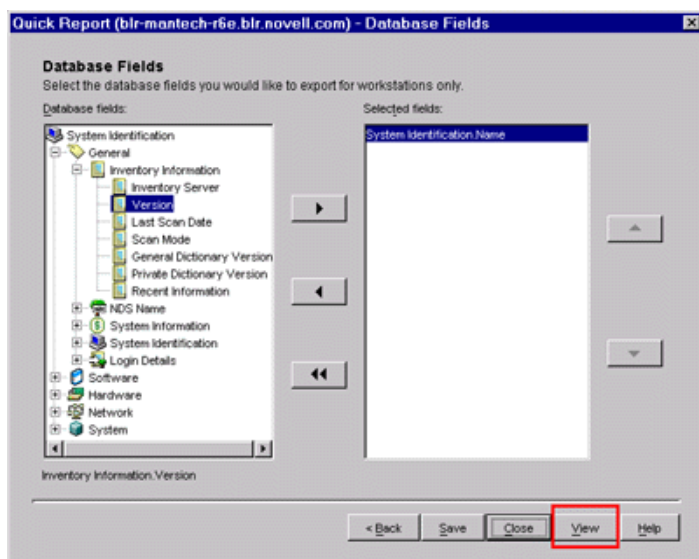 Quick Report (blr-mantech-r6e.blr.novell.com) - Database Fields
Database Fields
Select the database fields you would like to export for workstations only.
Database fields:
Selected fields:
System Identification
General
Inventory Information
Inventory Server
Version
Last Scan Date
Scan Mode
General Dictionary Version
Private Dictionary Version
Recent Information
NDS Name
System Information
System Identification
Login Details
Software
Hardware
Network
System
System Identification.Name
Inventory Information.Version
< Back
Save
Close
View
Help